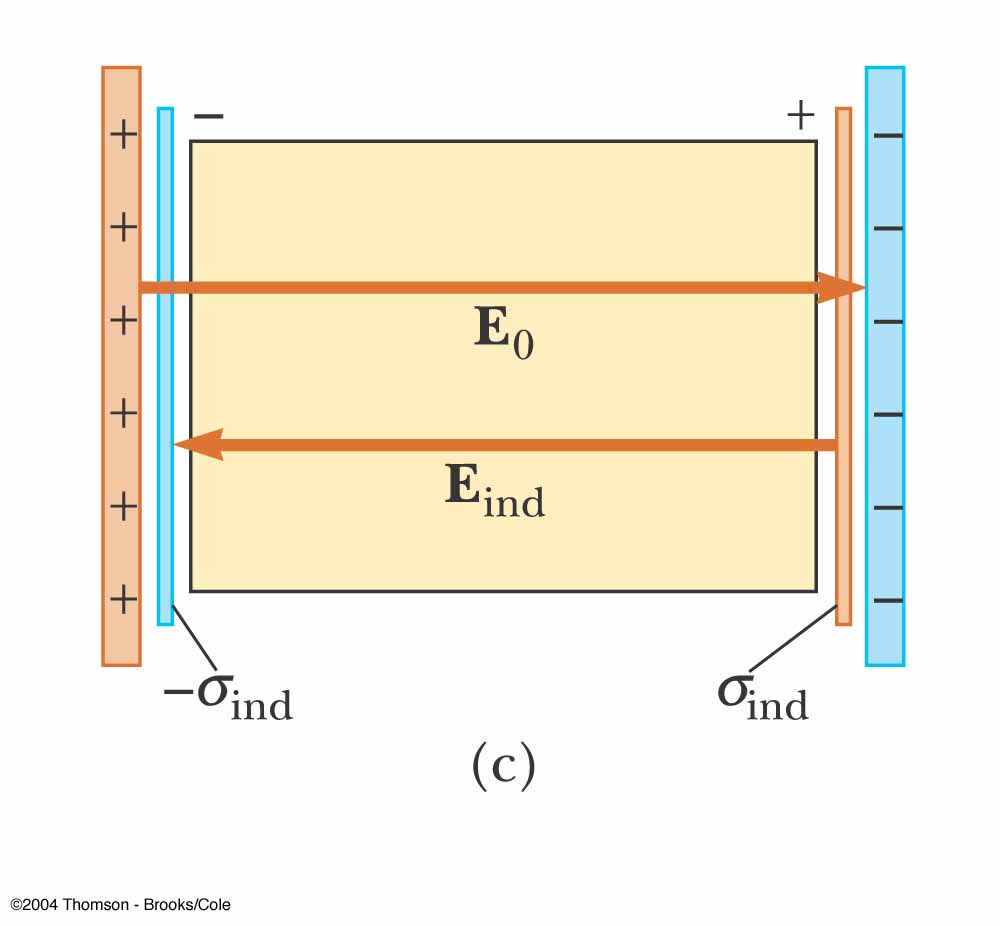 − +
+ −
+ −
E0
+ −
+ −
Eind
+ −
+ −
−σind σind
(c)
©2004 Thomson - Brooks/Cole